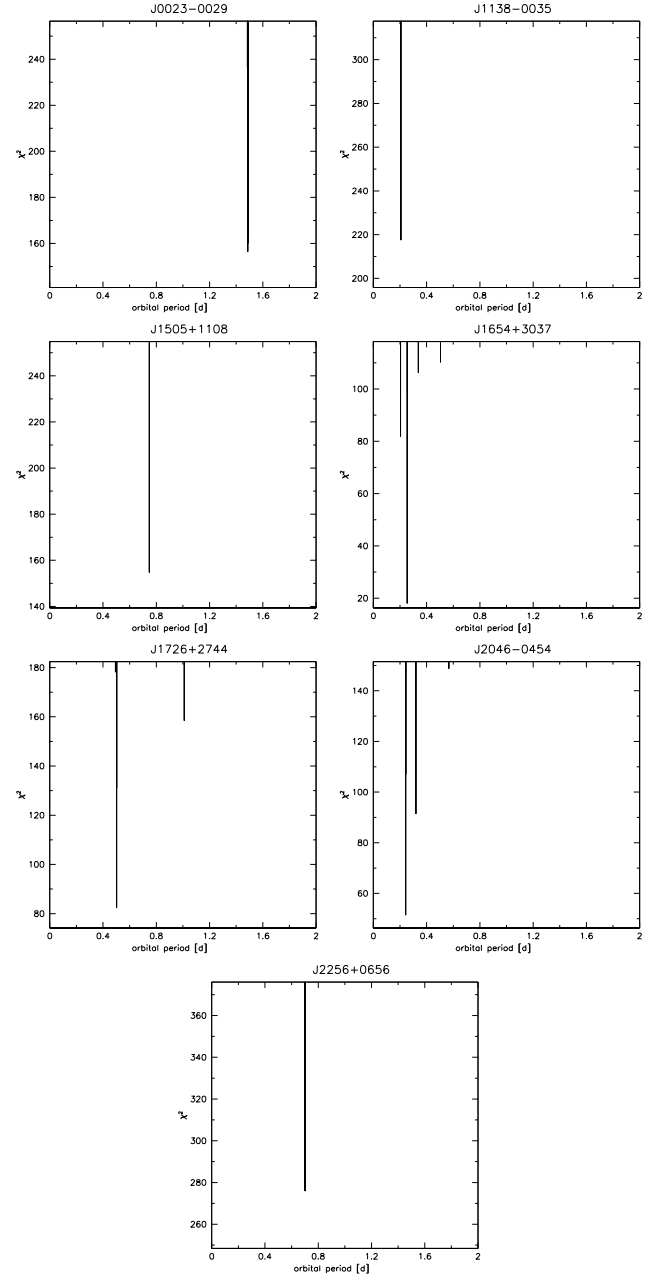 J0023−0029
χ²
240
220
200
180
160
0 0.4 0.8 1.2 1.6 2
orbital period [d]
J1138−0035
χ²
300
280
260
240
220
200
0 0.4 0.8 1.2 1.6 2
orbital period [d]
J1505+1108
χ²
240
220
200
180
160
140
0 0.4 0.8 1.2 1.6 2
orbital period [d]
J1654+3037
χ²
100
80
60
40
20
0 0.4 0.8 1.2 1.6 2
orbital period [d]
J1726+2744
χ²
180
160
140
120
100
80
0 0.4 0.8 1.2 1.6 2
orbital period [d]
J2046−0454
χ²
140
120
100
80
60
0 0.4 0.8 1.2 1.6 2
orbital period [d]
J2256+0656
χ²
360
340
320
300
280
260
0 0.4 0.8 1.2 1.6 2
orbital period [d]